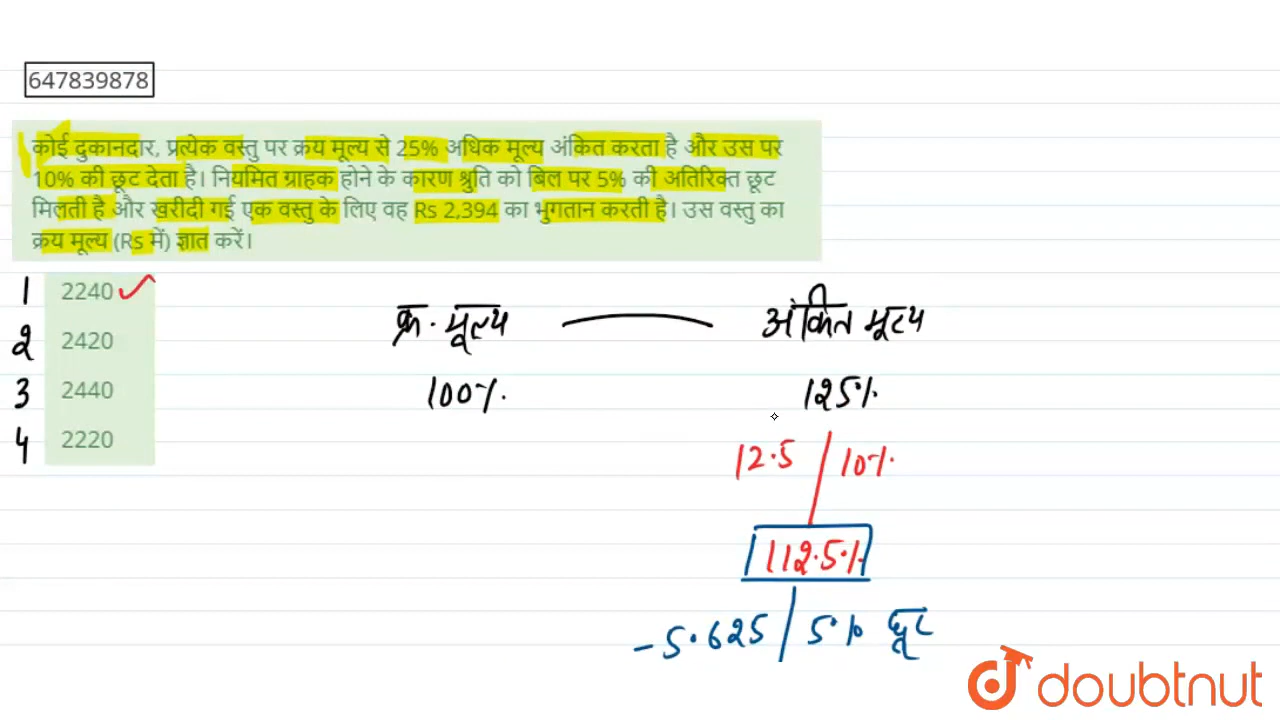 647839878
कोई दुकानदार, प्रत्येक वस्तु पर क्रय मूल्य से 25% अधिक मूल्य अंकित करता है और उस पर
10% की छूट देता है। नियमित ग्राहक होने के कारण श्रुति को बिल पर 5% की अतिरिक्त छूट
मिलती है और खरीदी गई एक वस्तु के लिए वह Rs 2,394 का भुगतान करती है। उस वस्तु का
क्रय मूल्य (Rs में) ज्ञात करें।
1 2240
2 2420
3 2440
4 2220
क्र. मूल्य अंकित मूल्य
100% 125%
12.5 10%
112.5%
-5.625 5% छूट
doubtnut